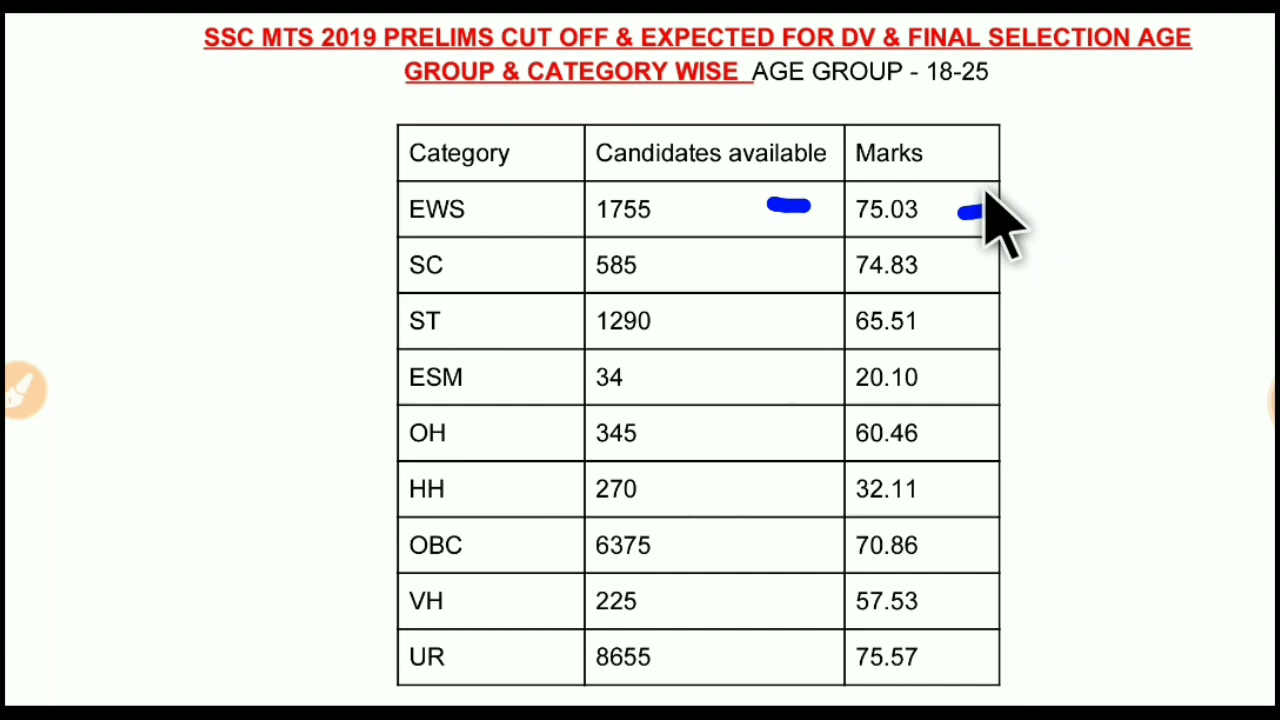 SSC MTS 2019 PRELIMS CUT OFF & EXPECTED FOR DV & FINAL SELECTION AGE
GROUP & CATEGORY WISE AGE GROUP - 18-25
Category Candidates available Marks
EWS 1755 75.03
SC 585 74.83
ST 1290 65.51
ESM 34 20.10
OH 345 60.46
HH 270 32.11
OBC 6375 70.86
VH 225 57.53
UR 8655 75.57